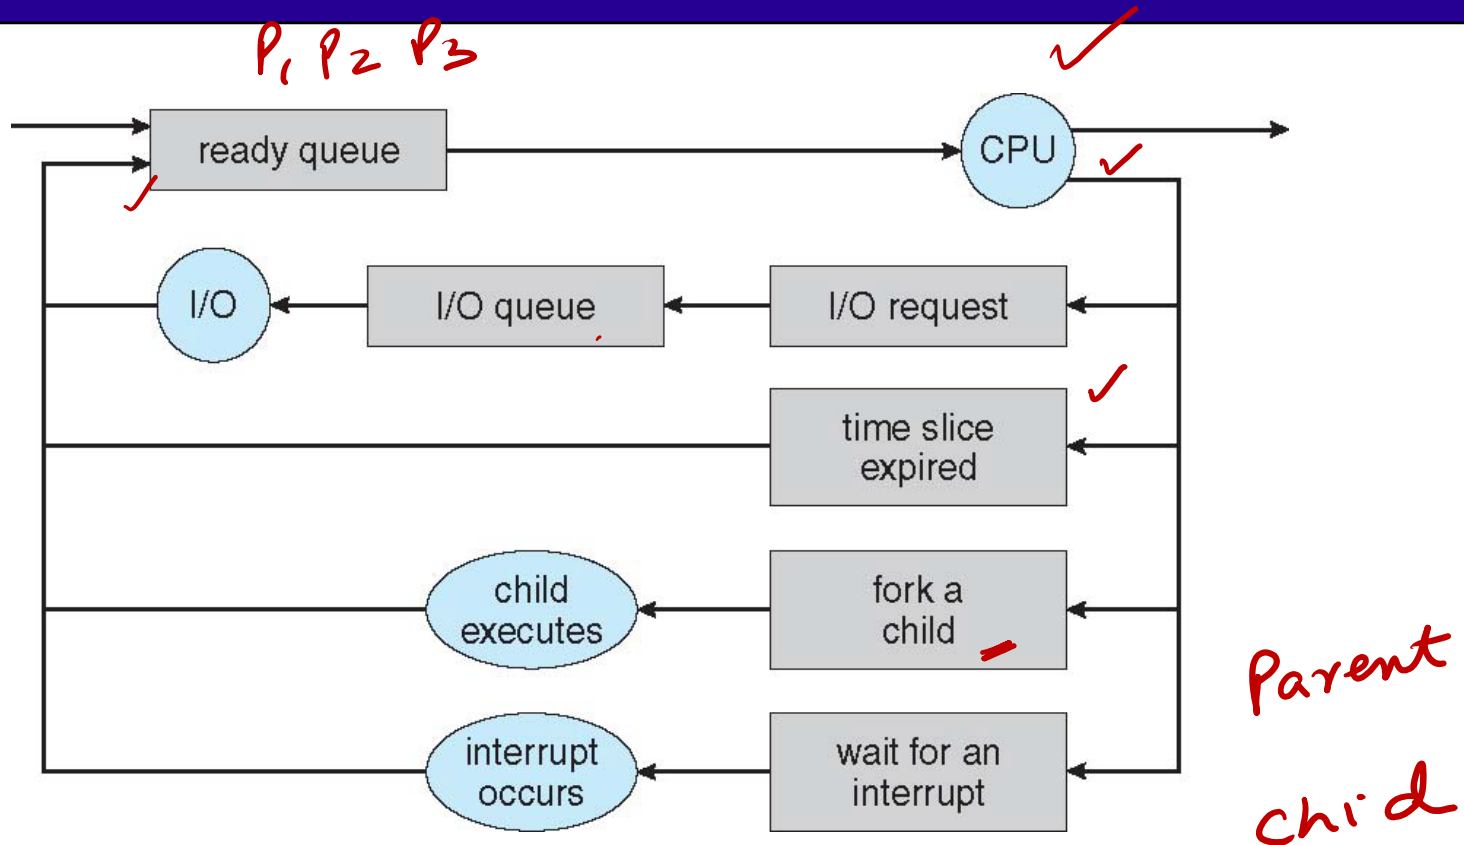 P1 P2 P3
ready queue
CPU
I/O
I/O queue
I/O request
time slice
expired
child
executes
fork a
child
Parent
interrupt
occurs
wait for an
interrupt
chid